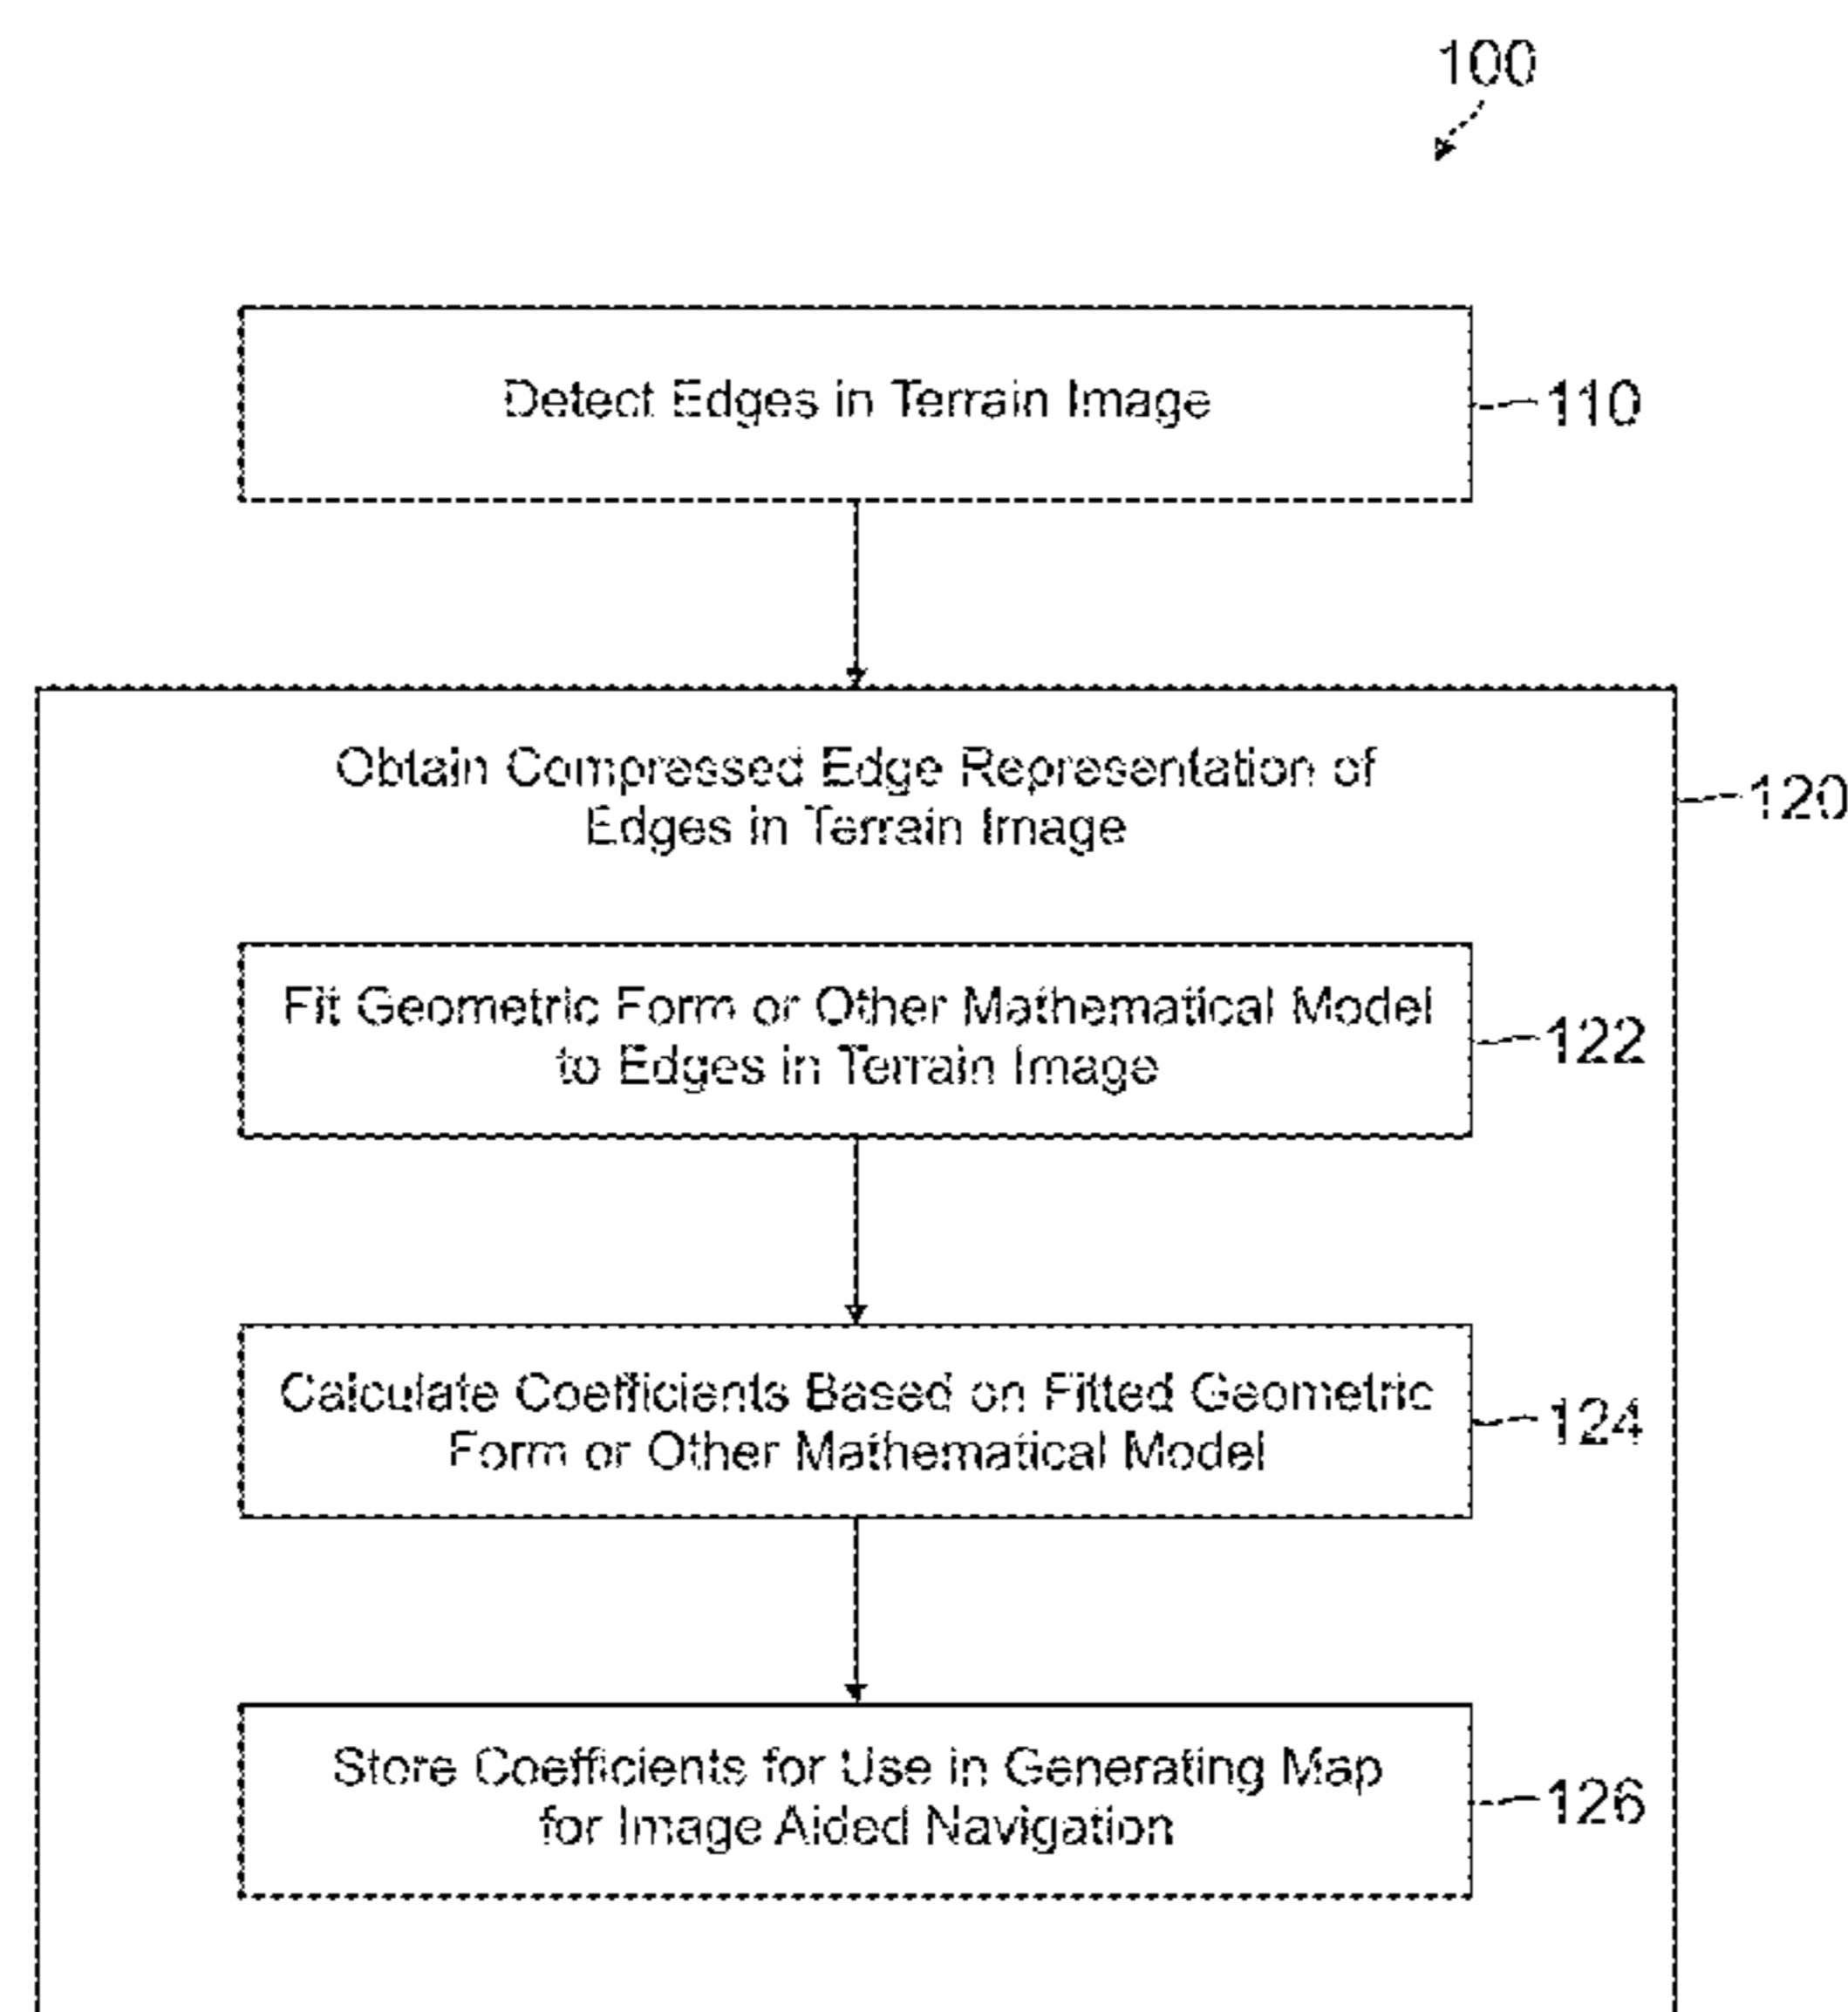 100
Detect Edges in Terrain Image
110
Obtain Compressed Edge Representation of
Edges in Terrain Image
120
Fit Geometric Form or Other Mathematical Model
to Edges in Terrain Image
122
Calculate Coefficients Based on Fitted Geometric
Form or Other Mathematical Model
124
Store Coefficients for Use in Generating Map
for Image Aided Navigation
126